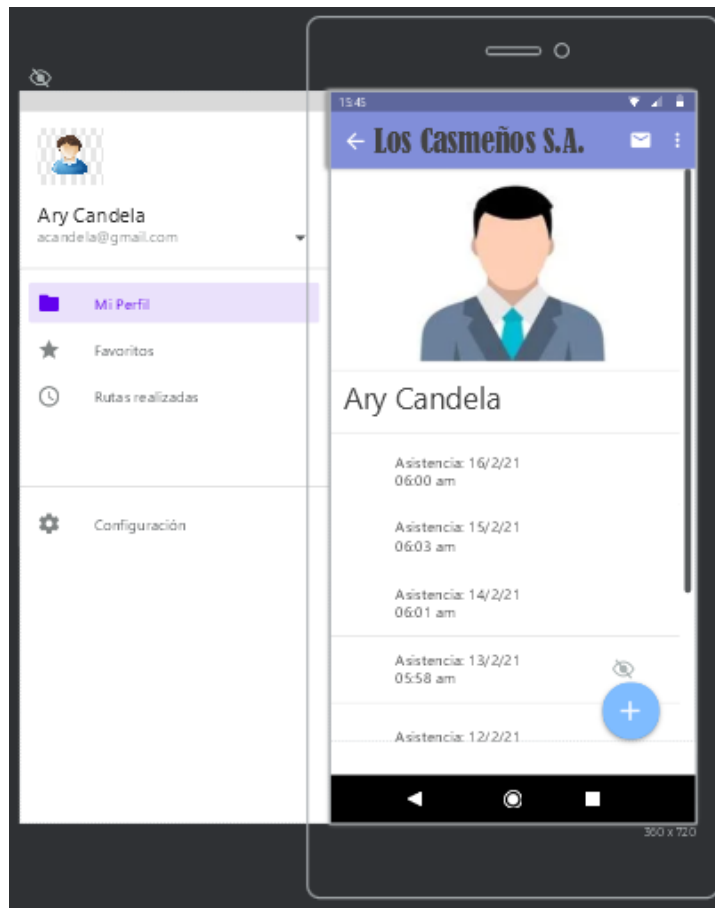 Ary Candela
acandela@gmail.com
Mi Perfil
Favoritos
Rutas realizadas
Configuración
15:45
Los Casmeños S.A.
Ary Candela
Asistencia: 16/2/21
06:00 am
Asistencia: 15/2/21
06:03 am
Asistencia: 14/2/21
06:01 am
Asistencia: 13/2/21
05:58 am
Asistencia: 12/2/21
360 x 720